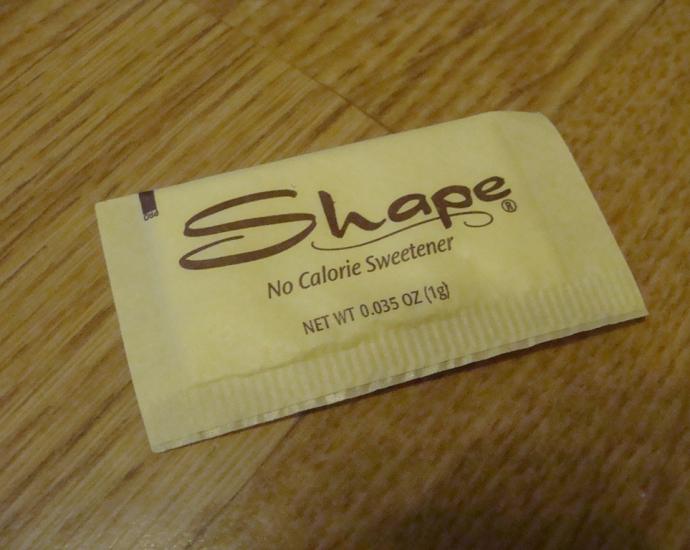 Shape®
No Calorie Sweetener
NET WT 0.035 OZ (1g)